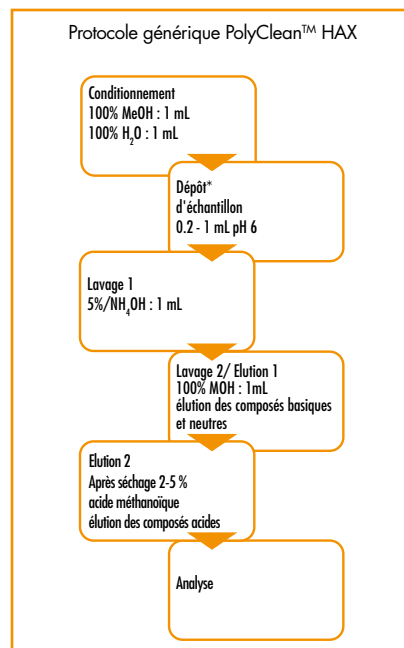 Protocole générique PolyClean™ HAX
Conditionnement
100% MeOH : 1 mL
100% H₂O : 1 mL
Dépôt*
d'échantillon
0.2 - 1 mL pH 6
Lavage 1
5%/NH₄OH : 1 mL
Lavage 2/ Elution 1
100% MOH : 1mL
élution des composés basiques
et neutres
Elution 2
Après séchage 2-5 %
acide méthanoïque
élution des composés acides
Analyse